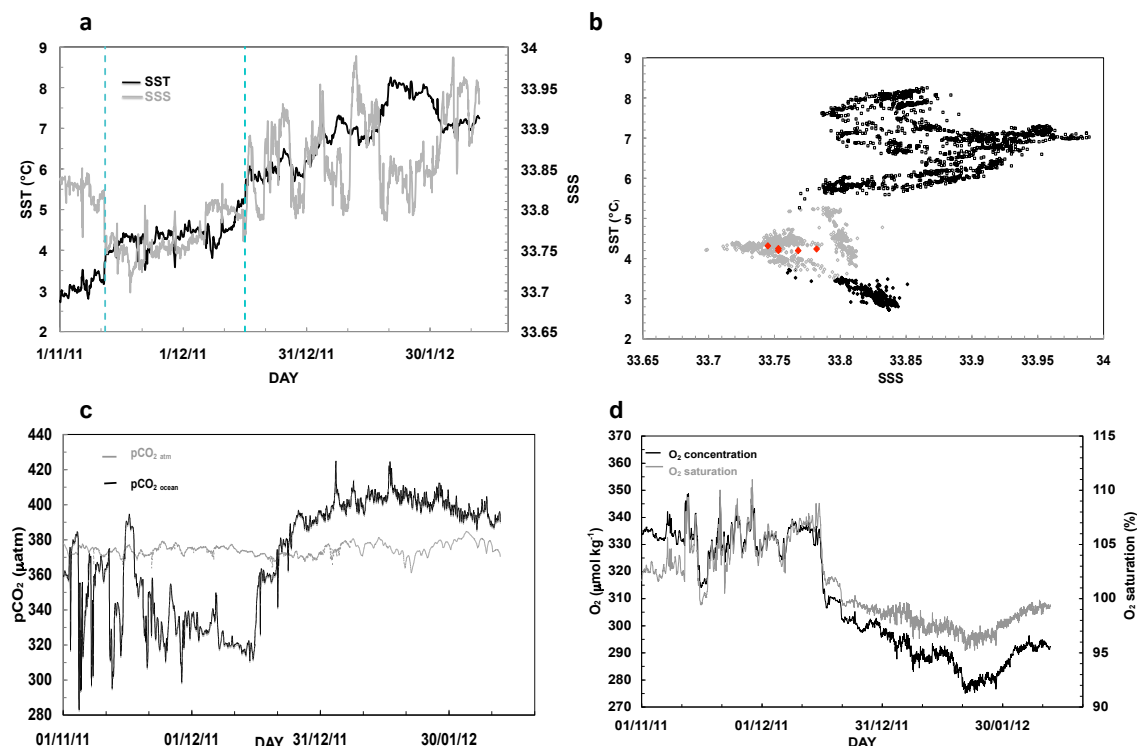 a
9
8
7
6
5
4
3
2
SST (°C)
SST
SSS
34
33.95
33.9
33.85
33.8
33.75
33.7
33.65
SSS
1/11/11 1/12/11 31/12/11 30/1/12
DAY
b
9
8
7
6
5
4
3
2
SST (°C)
33.65 33.7 33.75 33.8 33.85 33.9 33.95 34
SSS
c
440
420
400
380
360
340
320
300
280
pCO2 (µatm)
pCO2 atm
pCO2 ocean
01/11/11 01/12/11 31/12/11 30/01/12
DAY
d
370
360
350
340
330
320
310
300
290
280
270
O2 (µmol kg-1)
O2 concentration
O2 saturation
115
110
105
100
95
90
O2 saturation (%)
01/11/11 01/12/11 31/12/11 30/01/12
DAY